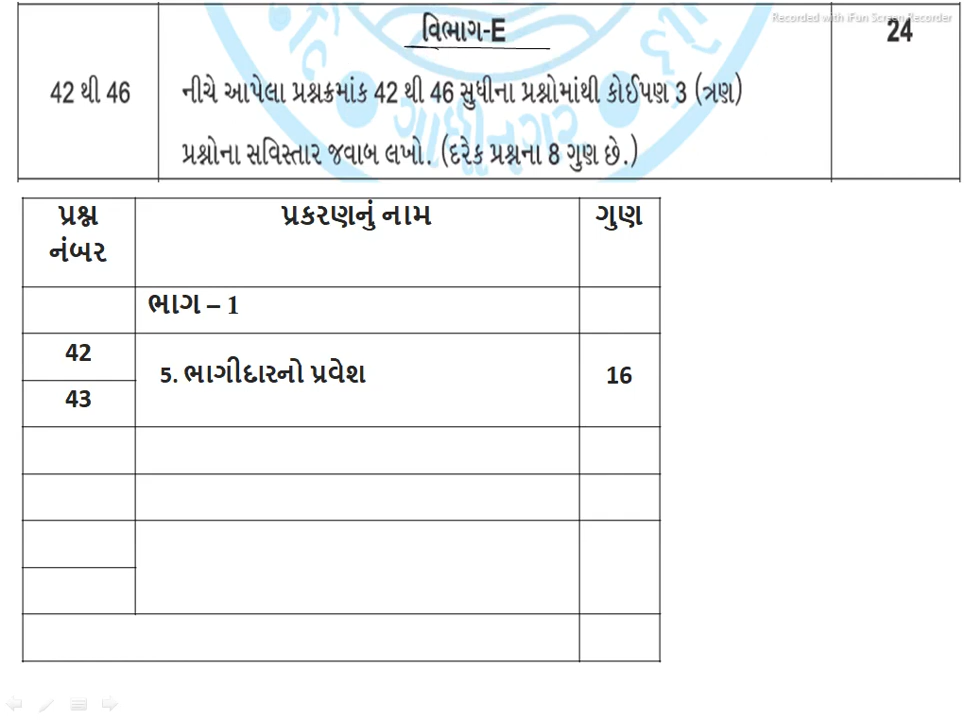 Recorded with iFun Screen Recorder
વિભાગ-E
24
42 થી 46
નીચે આપેલા પ્રશ્નક્રમાંક 42 થી 46 સુધીના પ્રશ્નોમાંથી કોઈપણ 3 (ત્રણ)
પ્રશ્નોના સવિસ્તાર જવાબ લખો. (દરેક પ્રશ્નના 8 ગુણ છે.)
ગાંધીનગર
પ્રશ્ન
નંબર
પ્રકરણનું નામ
ગુણ
ભાગ – 1
42
5. ભાગીદારનો પ્રવેશ
16
43